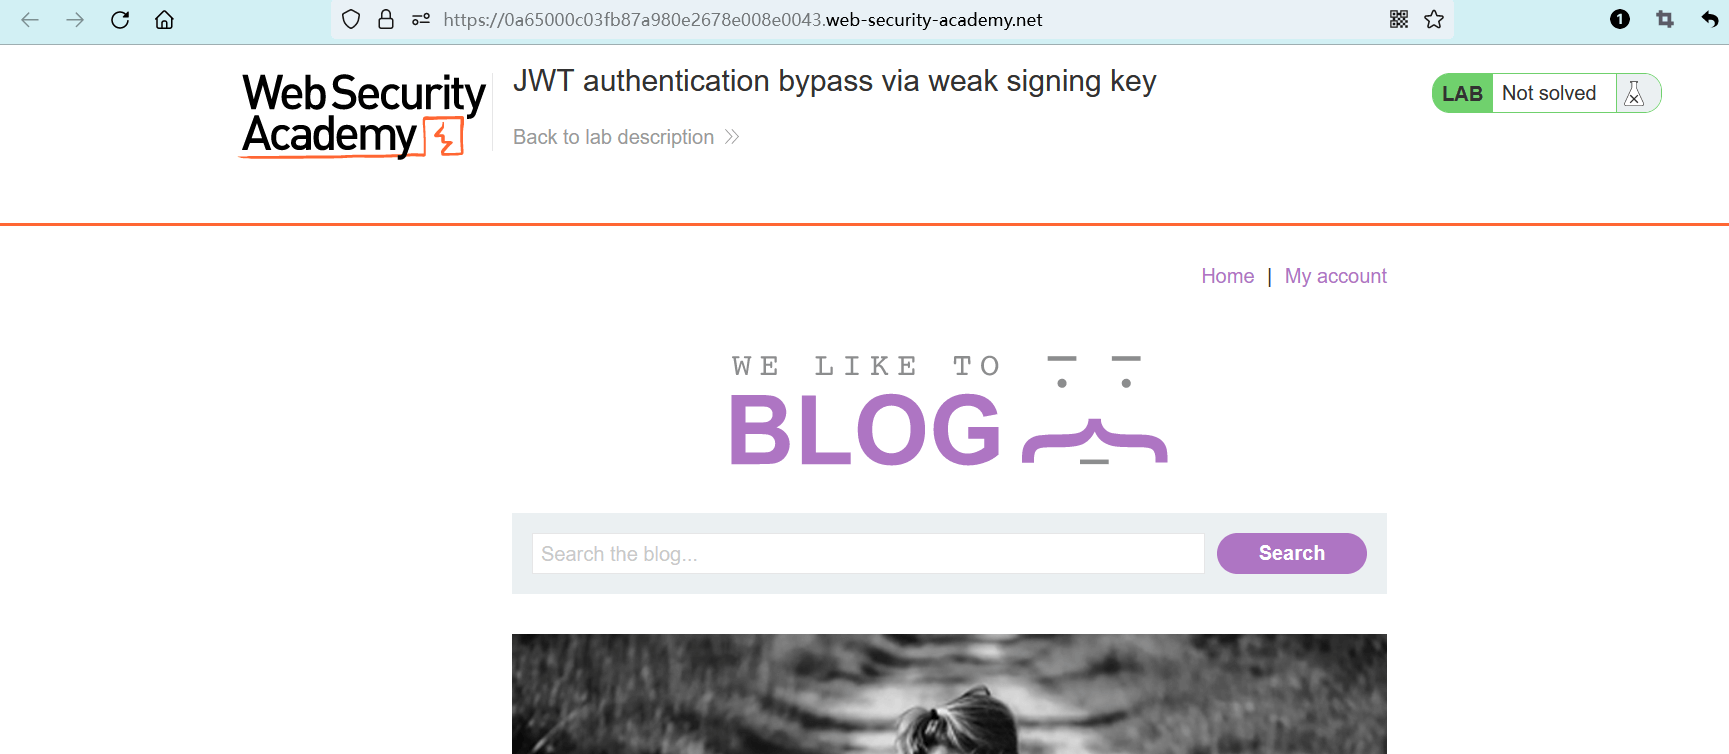 https://0a65000c03fb87a980e2678e008e0043.web-security-academy.net
1
Web Security
Academy
JWT authentication bypass via weak signing key
Back to lab description
LAB Not solved
Home | My account
WE LIKE TO
BLOG
Search the blog...
Search